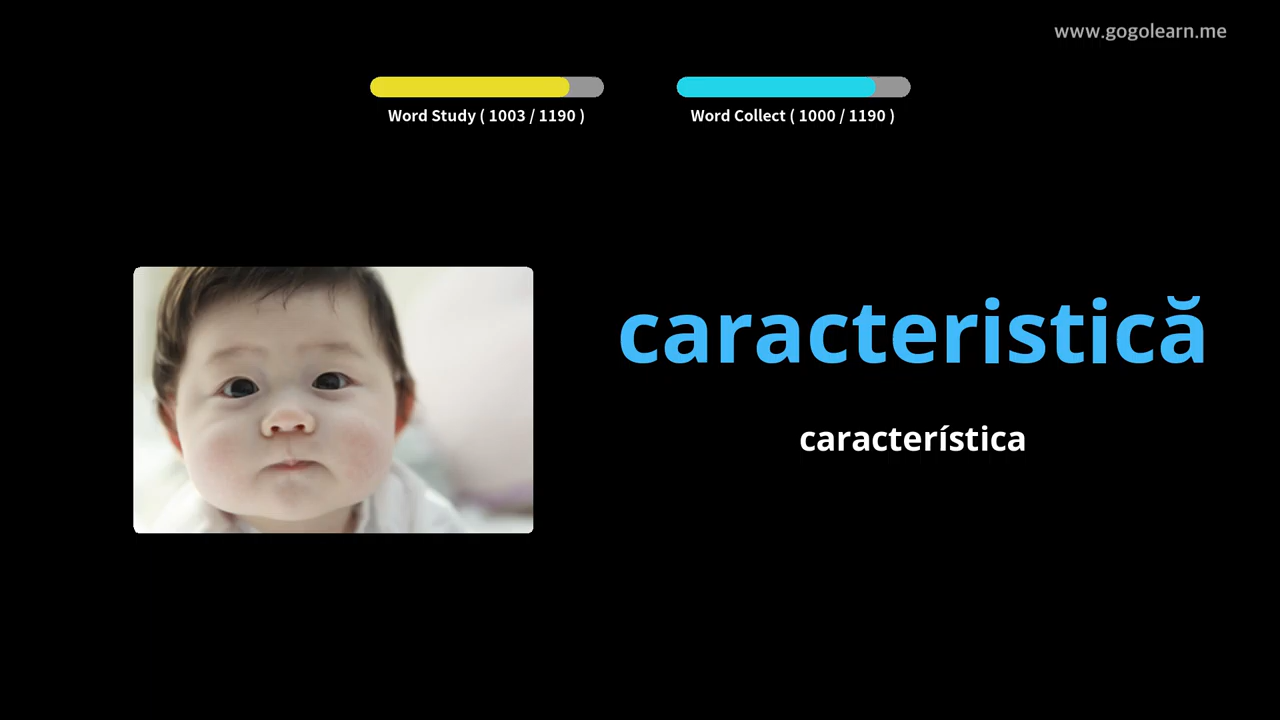 www.gogolearn.me
Word Study ( 1003 / 1190 )
Word Collect ( 1000 / 1190 )
caracteristică
característica